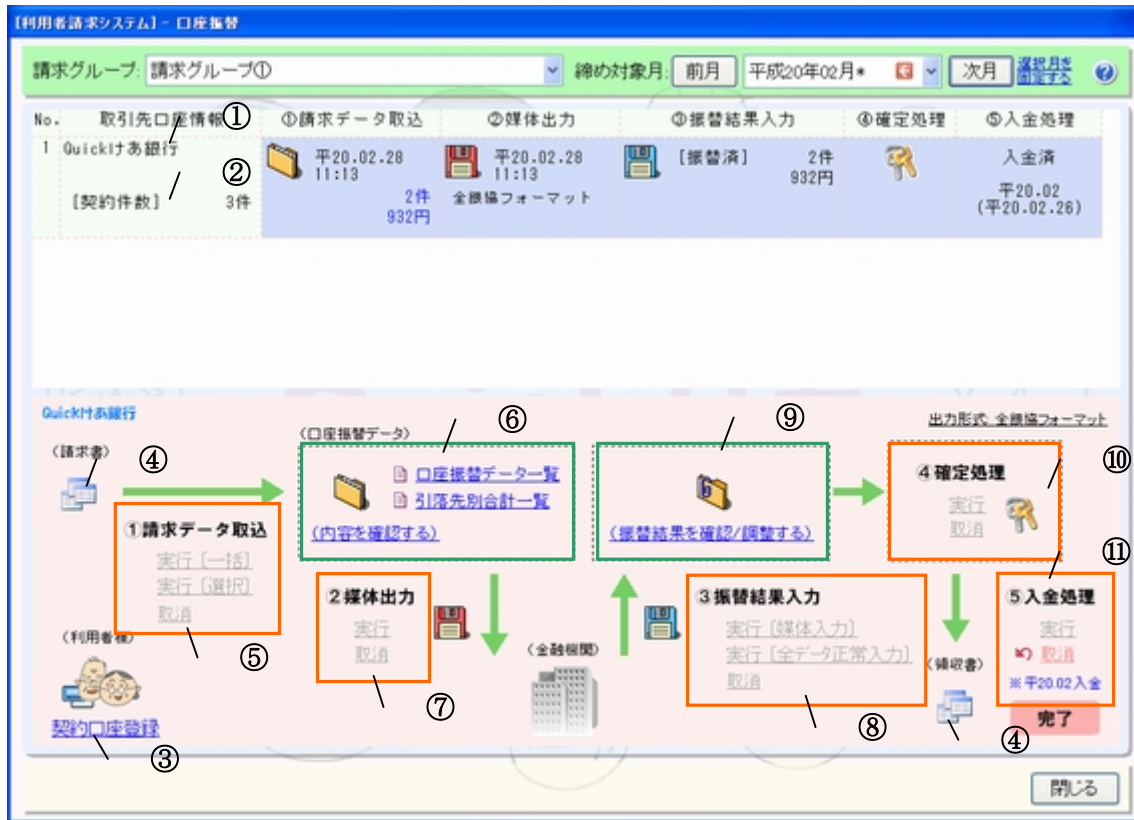 【利用者請求システム】- 口座振替
請求グループ: 請求グループ① 締め対象月: 前月 平成20年02月* 次月 選択月を固定する
No. 取引先口座情報 ① ①請求データ取込 ②媒体出力 ③振替結果入力 ④確定処理 ⑤入金処理
1 Quickけあ銀行 平20.02.28 平20.02.28 [振替済] 2件 入金済
② 11:13 11:13 932円
[契約件数] 3件 2件 全銀協フォーマット 平20.02
932円 (平20.02.26)
Quickけあ銀行 ⑥ ⑨ 出力形式: 全銀協フォーマット
(口座振替データ)
(請求書) ④ ⑩
口座振替データ一覧 ④確定処理
引落先別合計一覧 実行
(内容を確認する) (振替結果を確認/調整する) 取消
①請求データ取込
実行 [一括]
実行 [選択]
取消
⑪
②媒体出力 ③振替結果入力 ⑤入金処理
実行 実行 [媒体入力] 実行
取消 実行 [全データ正常入力] 取消
取消
※平20.02入金
(利用者様) ⑤ (金融機関) (領収書)
⑦ ⑧ ④ 完了
契約口座登録
③
閉じる